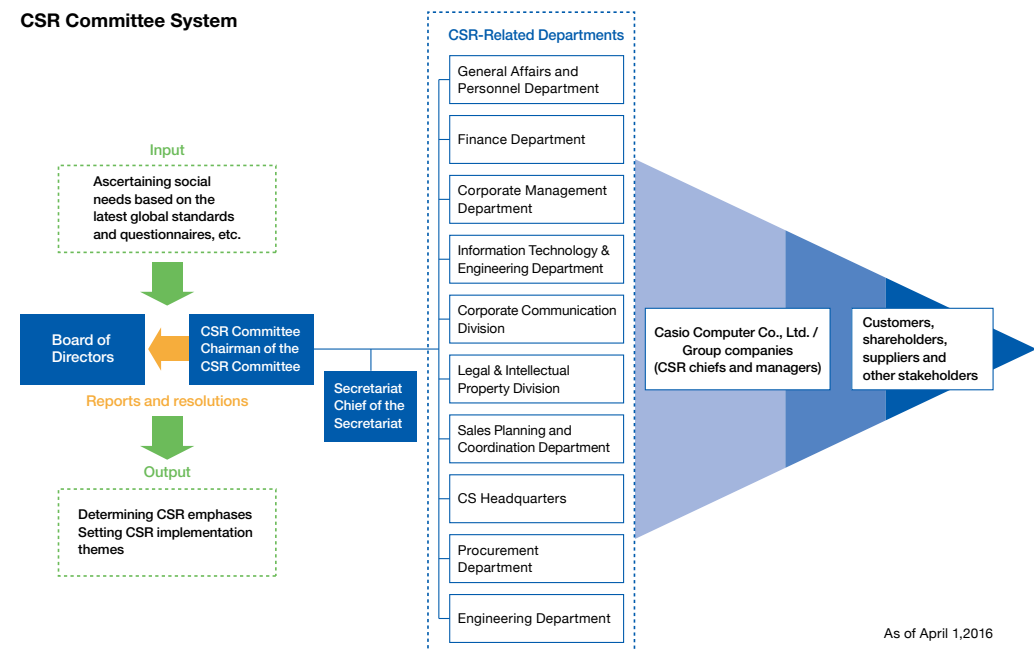 CSR Committee System
Input
Ascertaining social
needs based on the
latest global standards
and questionnaires, etc.
Board of
Directors
CSR Committee
Chairman of the
CSR Committee
Reports and resolutions
Secretariat
Chief of the
Secretariat
Output
Determining CSR emphases
Setting CSR implementation
themes
CSR-Related Departments
General Affairs and
Personnel Department
Finance Department
Corporate Management
Department
Information Technology &
Engineering Department
Corporate Communication
Division
Legal & Intellectual
Property Division
Sales Planning and
Coordination Department
CS Headquarters
Procurement
Department
Engineering Department
Casio Computer Co., Ltd. /
Group companies
(CSR chiefs and managers)
Customers,
shareholders,
suppliers and
other stakeholders
As of April 1,2016